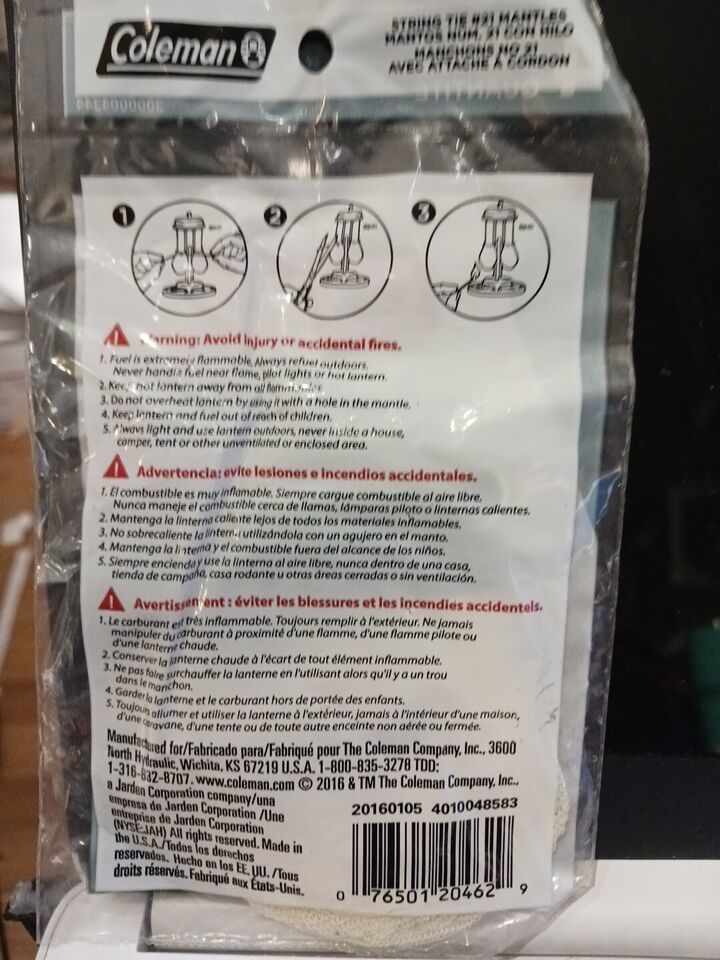 Coleman
STRING TIE #21 MANTLES
MANTOS NÚM. 21 CON HILO
MANCHONS NO 21
AVEC ATTACHE À CORDON
1 2 3
Warning: Avoid injury or accidental fires.
1. Fuel is extremely flammable. Always refuel outdoors.
Never handle fuel near flame, pilot lights or hot lantern.
2. Keep hot lantern away from all flammables.
3. Do not overheat lantern by using it with a hole in the mantle.
4. Keep lantern and fuel out of reach of children.
5. Always light and use lantern outdoors, never inside a house,
camper, tent or other unventilated or enclosed area.
Advertencia: evite lesiones e incendios accidentales.
1. El combustible es muy inflamable. Siempre cargue combustible al aire libre.
Nunca maneje el combustible cerca de llamas, lámparas piloto o linternas calientes.
2. Mantenga la linterna caliente lejos de todos los materiales inflamables.
3. No sobrecaliente la linterna utilizándola con un agujero en el manto.
4. Mantenga la linterna y el combustible fuera del alcance de los niños.
5. Siempre encienda y use la linterna al aire libre, nunca dentro de una casa,
tienda de campaña, casa rodante u otras áreas cerradas o sin ventilación.
Avertissement : éviter les blessures et les incendies accidentels.
1. Le carburant est très inflammable. Toujours remplir à l'extérieur. Ne jamais
manipuler du carburant à proximité d'une flamme, d'une flamme pilote ou
d'une lanterne chaude.
2. Conserver la lanterne chaude à l'écart de tout élément inflammable.
3. Ne pas faire surchauffer la lanterne en l'utilisant alors qu'il y a un trou
dans le manchon.
4. Garder la lanterne et le carburant hors de portée des enfants.
5. Toujours allumer et utiliser la lanterne à l'extérieur, jamais à l'intérieur d'une maison,
d'une caravane, d'une tente ou de toute autre enceinte non aérée ou fermée.
Manufactured for/Fabricado para/Fabriqué pour The Coleman Company, Inc., 3600
North Hydraulic, Wichita, KS 67219 U.S.A. 1-800-835-3278 TDD:
1-316-832-8707. www.coleman.com © 2016 & TM The Coleman Company, Inc.,
a Jarden Corporation company/una
empresa de Jarden Corporation /Une
entreprise de Jarden Corporation
(NYSE:JAH) All rights reserved. Made in
the U.S.A./Todos los derechos
reservados. Hecho en los EE. UU. /Tous
droits réservés. Fabriqué aux États-Unis.
20160105 4010048583
0 76501 20462 9